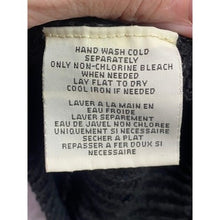 HAND WASH COLD
SEPARATELY
ONLY NON-CHLORINE BLEACH
WHEN NEEDED
LAY FLAT TO DRY
COOL IRON IF NEEDED
LAVER A LA MAIN EN
EAU FROIDE
LAVER SEPAREMENT
EAU DE JAVEL NON CHLOREE
UNIQUEMENT SI NECESSAIRE
SECHER A PLAT
REPASSER A FER DOUX SI
NECESSAIRE